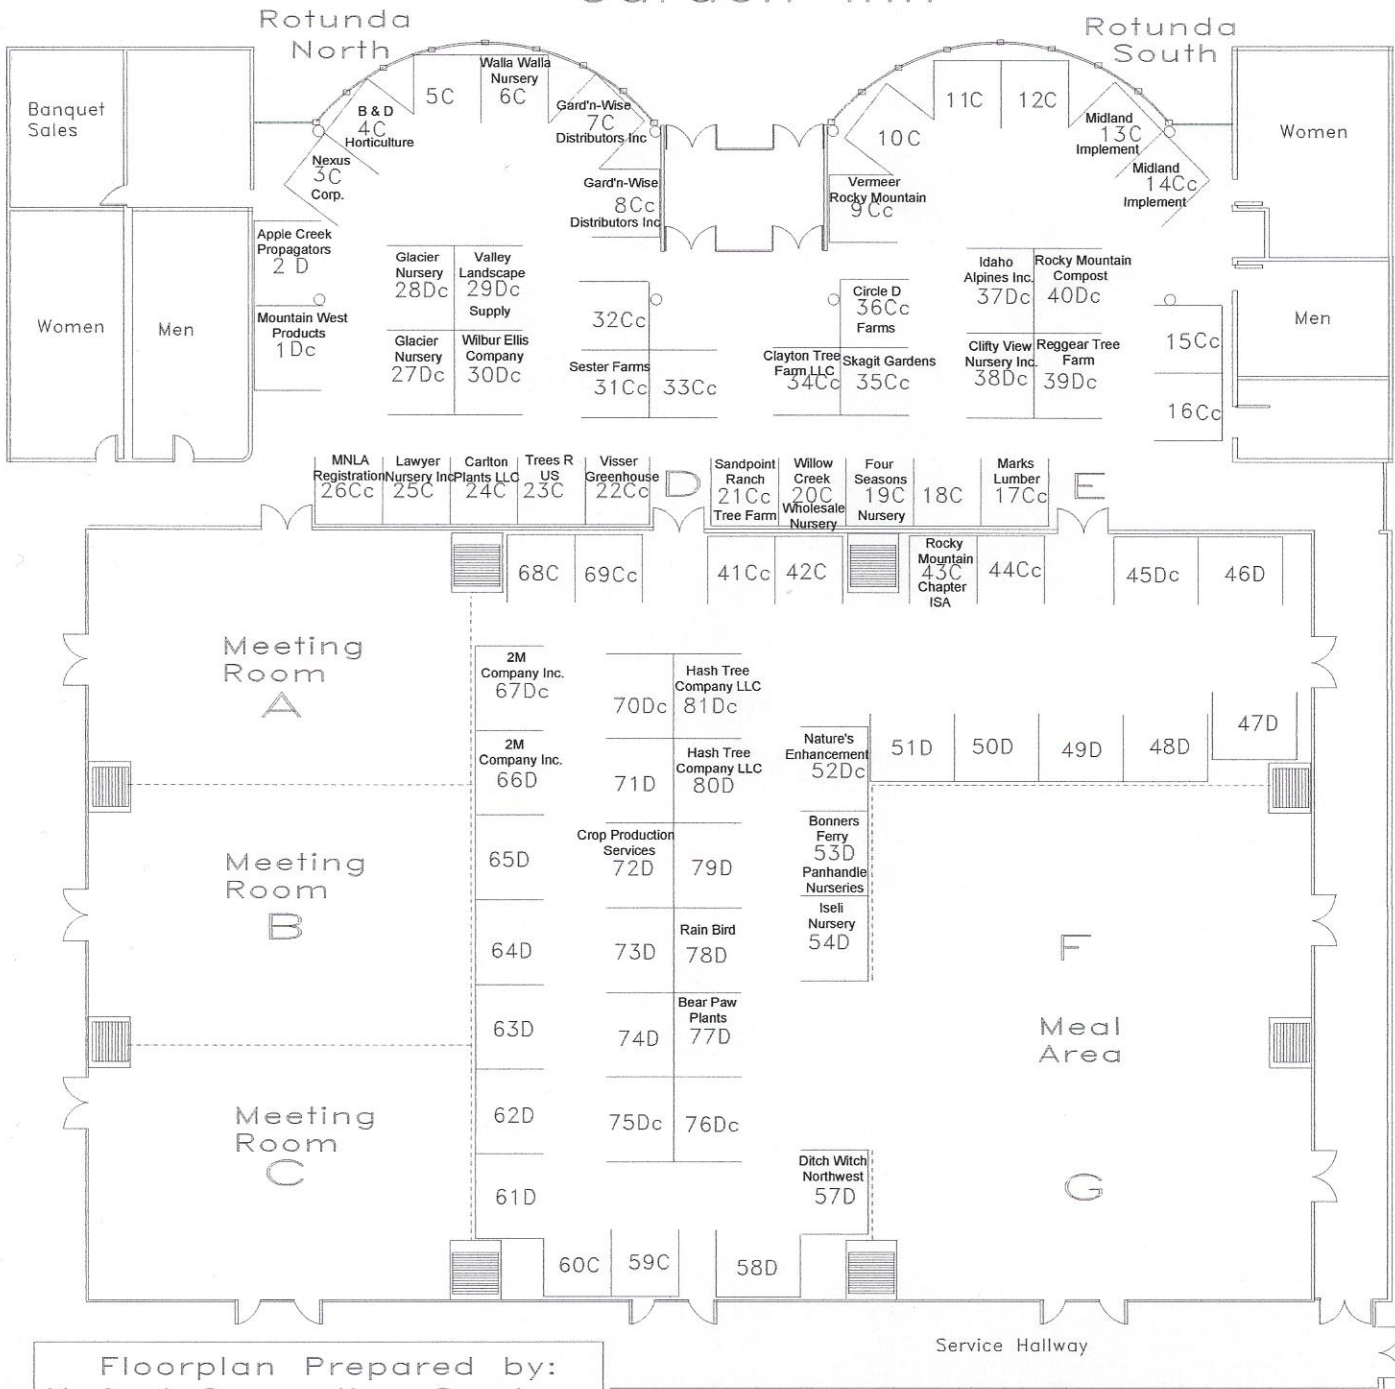 Garden Inn
Rotunda
North
Rotunda
South
Banquet
Sales
Women
Men
B & D
4C
Horticulture
5C
Walla Walla
Nursery
6C
Gard'n-Wise
7C
Distributors Inc
Nexus
3C
Corp.
Gard'n-Wise
8Cc
Distributors Inc
Apple Creek
Propagators
2 D
Mountain West
Products
1Dc
Glacier
Nursery
28Dc
Valley
Landscape
29Dc
Supply
Glacier
Nursery
27Dc
Wilbur Ellis
Company
30Dc
32Cc
Sester Farms
31Cc
33Cc
10C
11C
12C
Midland
13C
Implement
Midland
14Cc
Implement
Vermeer
Rocky Mountain
9Cc
Women
Men
Circle D
36Cc
Farms
Clayton Tree
Farm LLC
34Cc
Skagit Gardens
35Cc
Idaho
Alpines Inc.
37Dc
Rocky Mountain
Compost
40Dc
Clifty View
Nursery Inc.
38Dc
Reggear Tree
Farm
39Dc
15Cc
16Cc
MNLA
Registration
26Cc
Lawyer
Nursery Inc
25C
Carlton
Plants LLC
24C
Trees R
US
23C
Visser
Greenhouse
22Cc
D
Sandpoint
Ranch
21Cc
Tree Farm
Willow
Creek
20C
Wholesale
Nursery
Four
Seasons
19C
Nursery
18C
Marks
Lumber
17Cc
E
68C
69Cc
41Cc
42C
Rocky
Mountain
43C
Chapter
ISA
44Cc
45Dc
46D
Meeting
Room
A
2M
Company Inc.
67Dc
70Dc
Hash Tree
Company LLC
81Dc
47D
2M
Company Inc.
66D
71D
Hash Tree
Company LLC
80D
Nature's
Enhancement
52Dc
51D
50D
49D
48D
Meeting
Room
B
65D
Crop Production
Services
72D
79D
Bonners
Ferry
53D
Panhandle
Nurseries
64D
73D
Rain Bird
78D
Iseli
Nursery
54D
F
63D
74D
Bear Paw
Plants
77D
Meal
Area
Meeting
Room
C
62D
75Dc
76Dc
61D
Ditch Witch
Northwest
57D
G
60C
59C
58D
Service Hallway
Floorplan Prepared by: